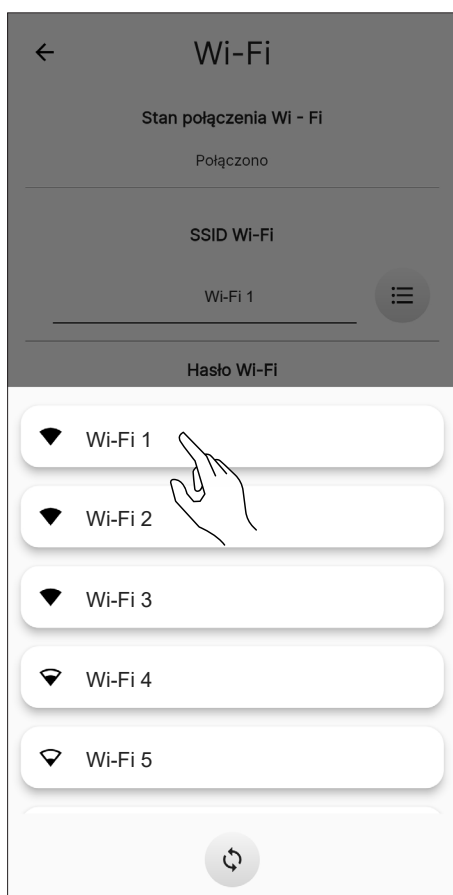 Wi-Fi
Stan połączenia Wi - Fi
Połączono
SSID Wi-Fi
Wi-Fi 1
Hasło Wi-Fi
Wi-Fi 1
Wi-Fi 2
Wi-Fi 3
Wi-Fi 4
Wi-Fi 5